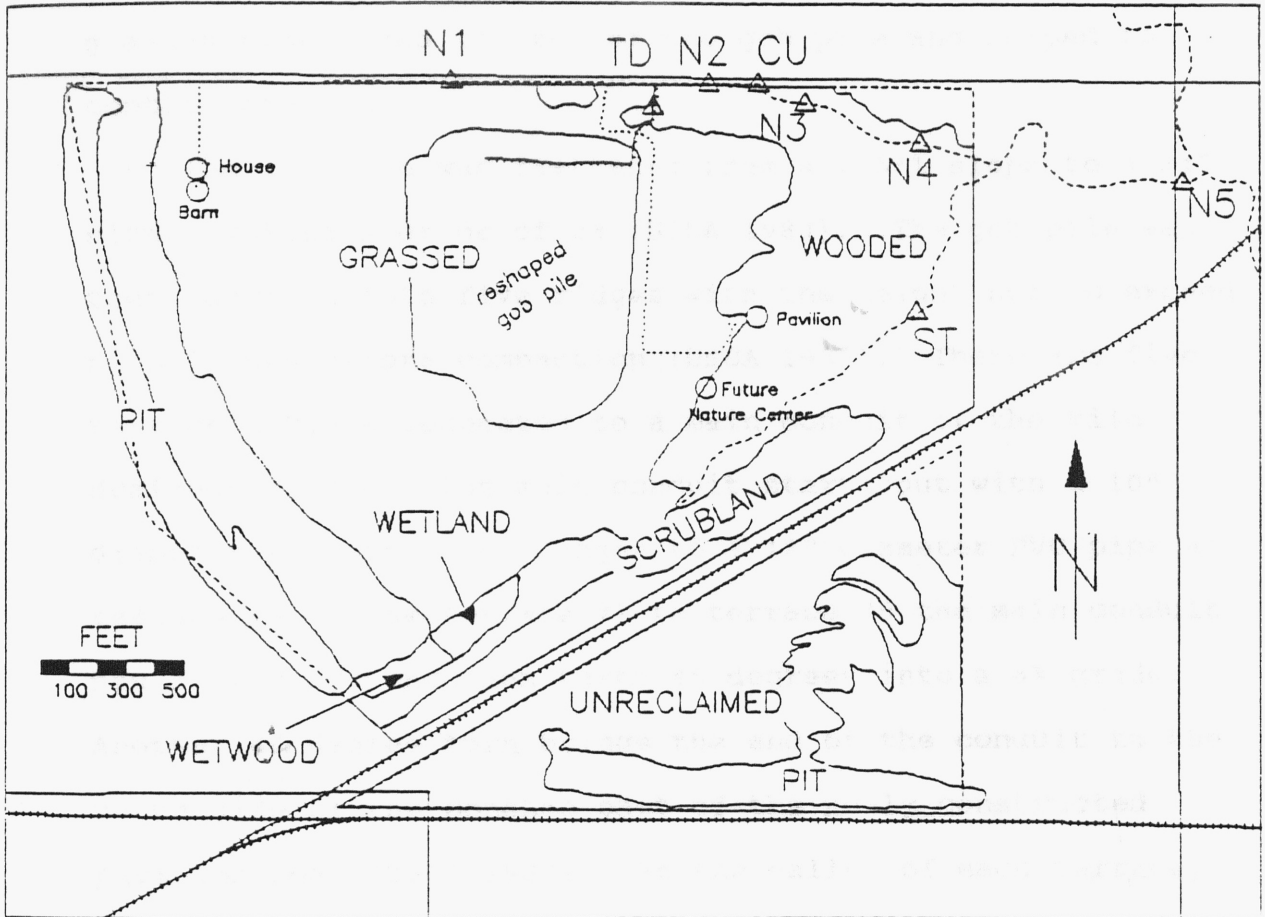 N1
TD
N2
CU
N3
N4
N5
House
Barn
GRASSED
reshaped
gob pile
WOODED
Pavilion
ST
Future
Nature Center
PIT
WETLAND
SCRUBLAND
N
FEET
100 300 500
UNRECLAIMED
WETWOOD
PIT